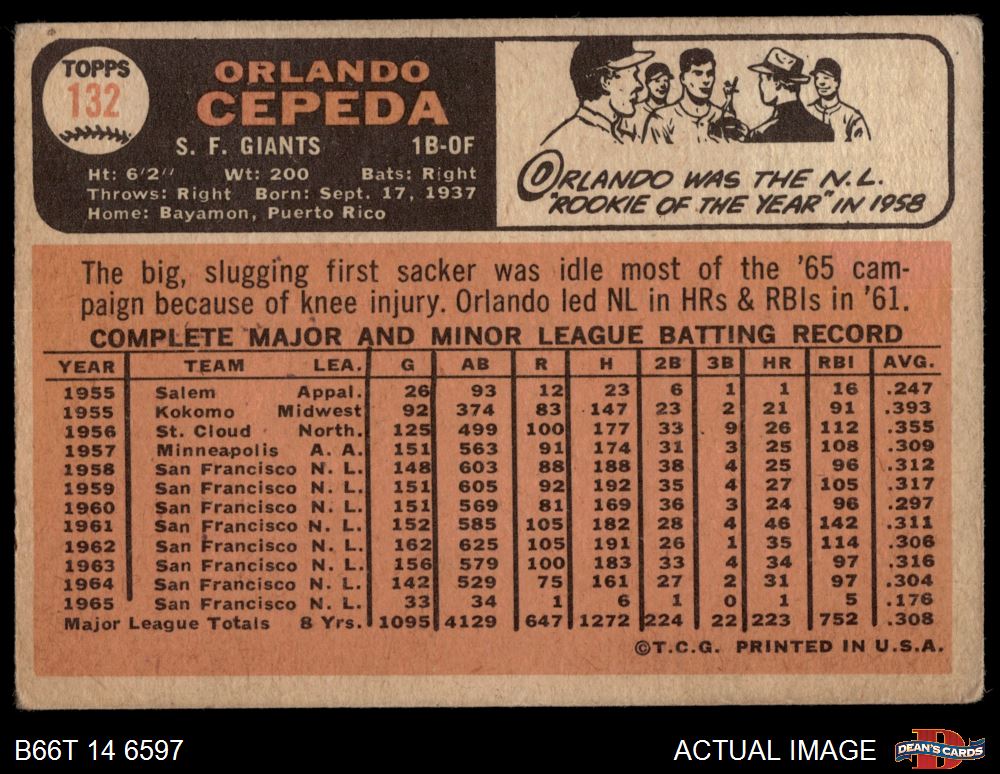 TOPPS
132
ORLANDO
CEPEDA
S. F. GIANTS 1B-OF
Ht: 6'2" Wt: 200 Bats: Right
Throws: Right Born: Sept. 17, 1937
Home: Bayamon, Puerto Rico
ORLANDO WAS THE N.L.
"ROOKIE OF THE YEAR" IN 1958
The big, slugging first sacker was idle most of the '65 cam-
paign because of knee injury. Orlando led NL in HRs & RBIs in '61.
COMPLETE MAJOR AND MINOR LEAGUE BATTING RECORD
YEAR TEAM LEA. G AB R H 2B 3B HR RBI AVG.
1955 Salem Appal. 26 93 12 23 6 1 1 16 .247
1955 Kokomo Midwest 92 374 83 147 23 2 21 91 .393
1956 St. Cloud North. 125 499 100 177 33 9 26 112 .355
1957 Minneapolis A. A. 151 563 91 174 31 3 25 108 .309
1958 San Francisco N. L. 148 603 88 188 38 4 25 96 .312
1959 San Francisco N. L. 151 605 92 192 35 4 27 105 .317
1960 San Francisco N. L. 151 569 81 169 36 3 24 96 .297
1961 San Francisco N. L. 152 585 105 182 28 4 46 142 .311
1962 San Francisco N. L. 162 625 105 191 26 1 35 114 .306
1963 San Francisco N. L. 156 579 100 183 33 4 34 97 .316
1964 San Francisco N. L. 142 529 75 161 27 2 31 97 .304
1965 San Francisco N. L. 33 34 1 6 1 0 1 5 .176
Major League Totals 8 Yrs. 1095 4129 647 1272 224 22 223 752 .308
©T.C.G. PRINTED IN U.S.A.
B66T 14 6597 ACTUAL IMAGE
DEAN'S CARDS